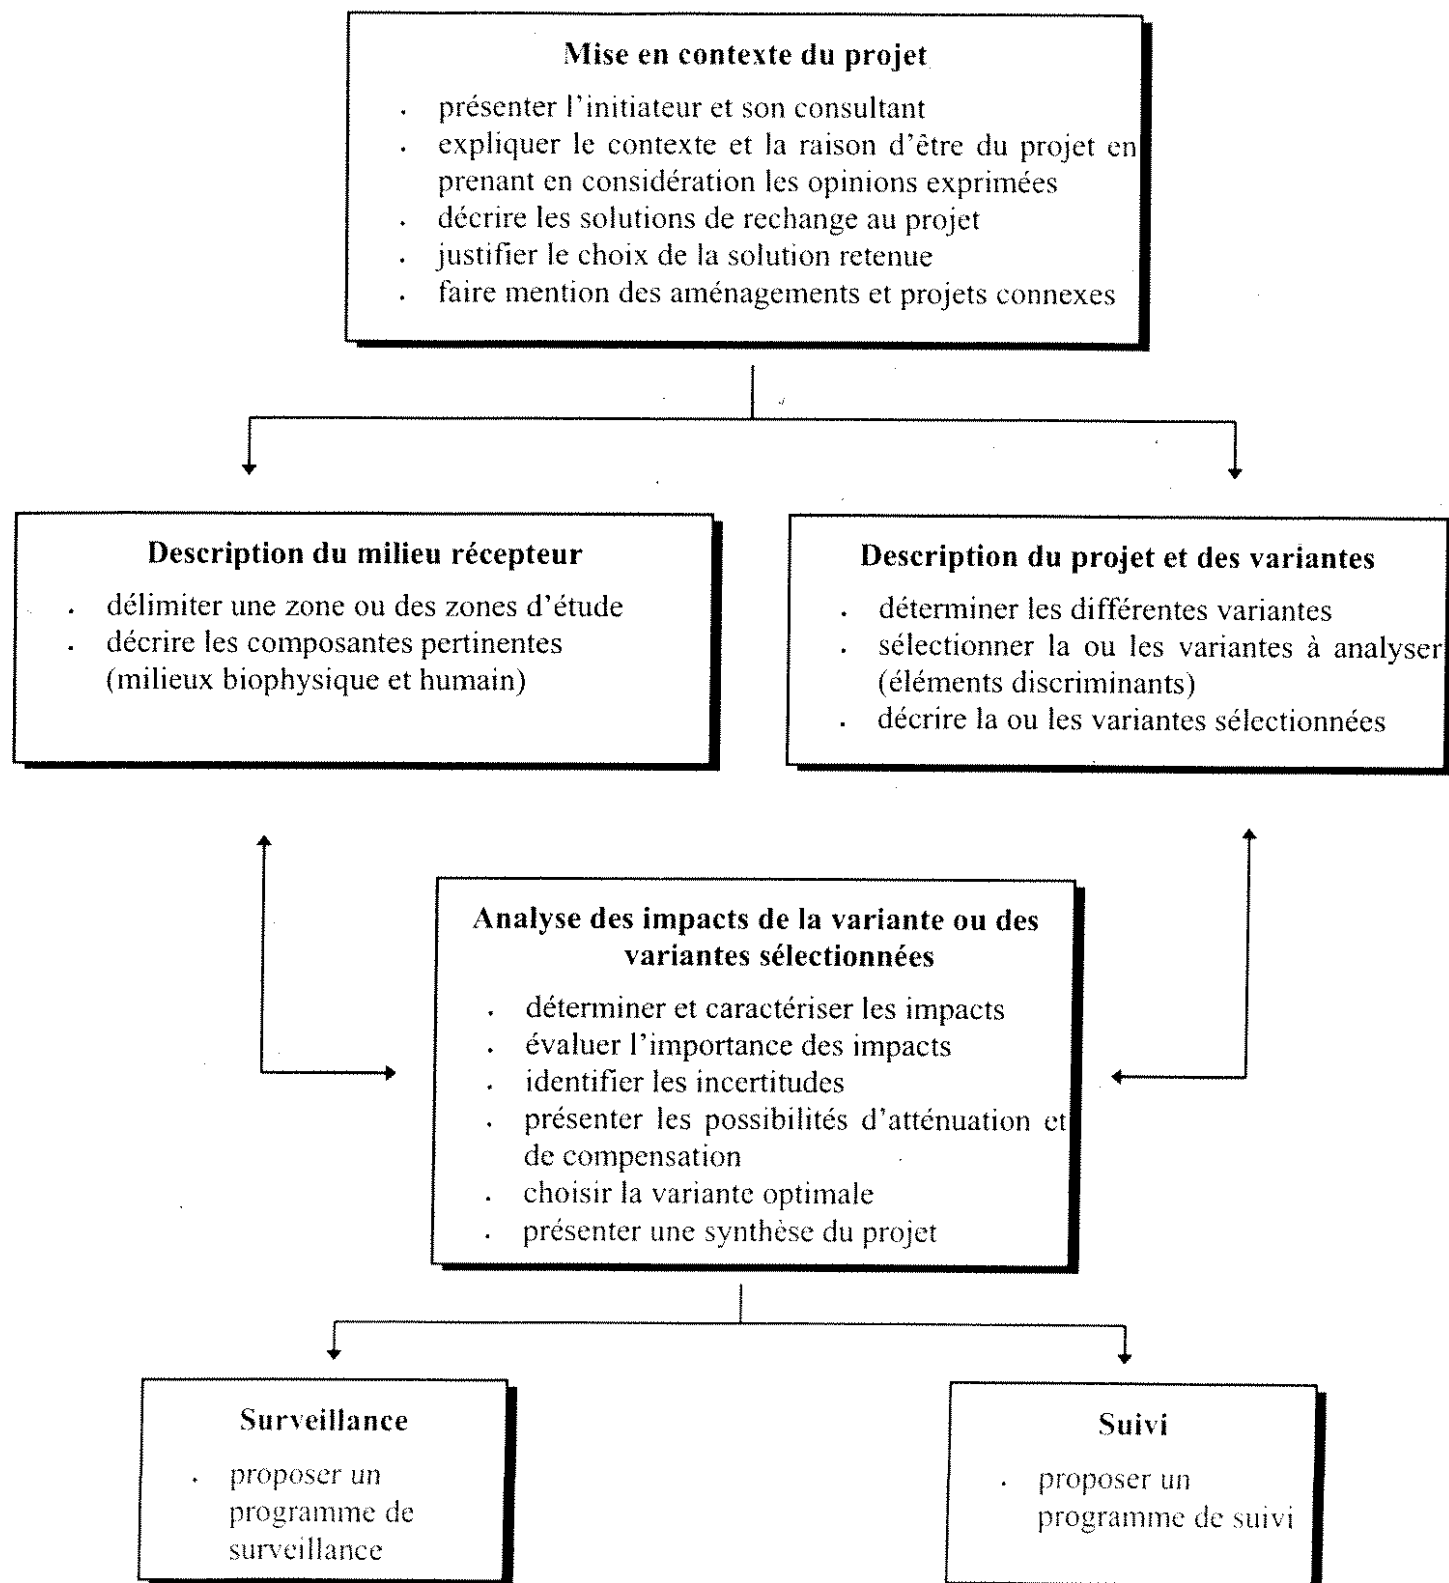 Mise en contexte du projet
. présenter l'initiateur et son consultant
. expliquer le contexte et la raison d'être du projet en
prenant en considération les opinions exprimées
. décrire les solutions de rechange au projet
. justifier le choix de la solution retenue
. faire mention des aménagements et projets connexes
Description du milieu récepteur
. délimiter une zone ou des zones d'étude
. décrire les composantes pertinentes
(milieux biophysique et humain)
Description du projet et des variantes
. déterminer les différentes variantes
. sélectionner la ou les variantes à analyser
(éléments discriminants)
. décrire la ou les variantes sélectionnées
Analyse des impacts de la variante ou des
variantes sélectionnées
. déterminer et caractériser les impacts
. évaluer l'importance des impacts
. identifier les incertitudes
. présenter les possibilités d'atténuation et
de compensation
. choisir la variante optimale
. présenter une synthèse du projet
Surveillance
. proposer un
programme de
surveillance
Suivi
. proposer un
programme de suivi